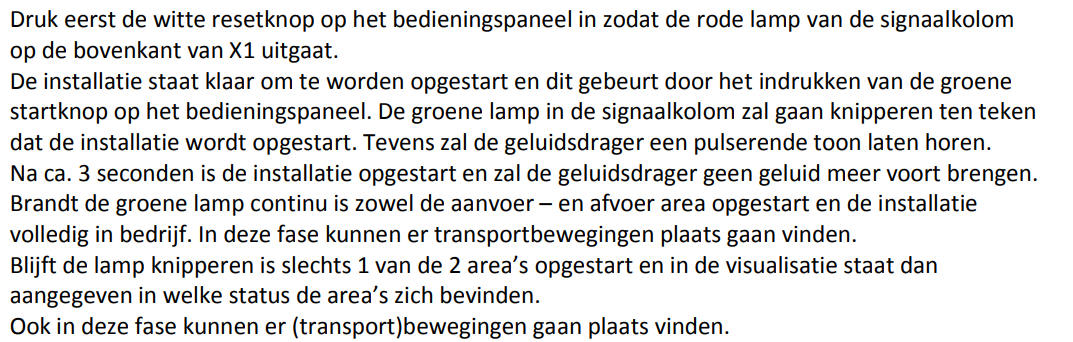 Druk eerst de witte resetknop op het bedieningspaneel in zodat de rode lamp van de signaalkolom
op de bovenkant van X1 uitgaat.
De installatie staat klaar om te worden opgestart en dit gebeurt door het indrukken van de groene
startknop op het bedieningspaneel. De groene lamp in de signaalkolom zal gaan knipperen ten teken
dat de installatie wordt opgestart. Tevens zal de geluidsdrager een pulserende toon laten horen.
Na ca. 3 seconden is de installatie opgestart en zal de geluidsdrager geen geluid meer voort brengen.
Brandt de groene lamp continu is zowel de aanvoer – en afvoer area opgestart en de installatie
volledig in bedrijf. In deze fase kunnen er transportbewegingen plaats gaan vinden.
Blijft de lamp knipperen is slechts 1 van de 2 area’s opgestart en in de visualisatie staat dan
aangegeven in welke status de area’s zich bevinden.
Ook in deze fase kunnen er (transport)bewegingen gaan plaats vinden.